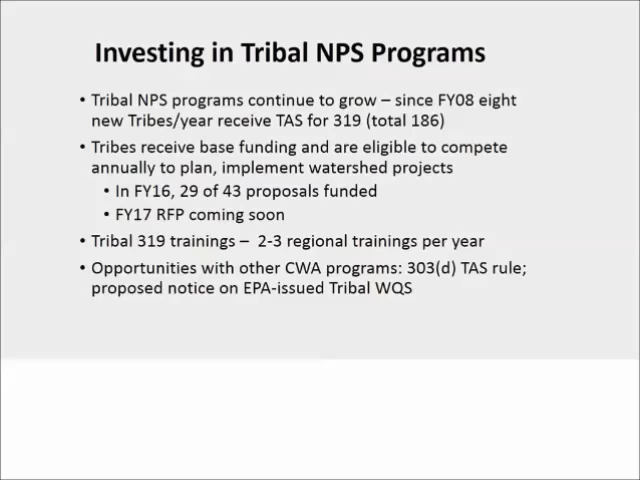 Investing in Tribal NPS Programs
• Tribal NPS programs continue to grow – since FY08 eight
new Tribes/year receive TAS for 319 (total 186)
• Tribes receive base funding and are eligible to compete
annually to plan, implement watershed projects
• In FY16, 29 of 43 proposals funded
• FY17 RFP coming soon
• Tribal 319 trainings – 2-3 regional trainings per year
• Opportunities with other CWA programs: 303(d) TAS rule;
proposed notice on EPA-issued Tribal WQS